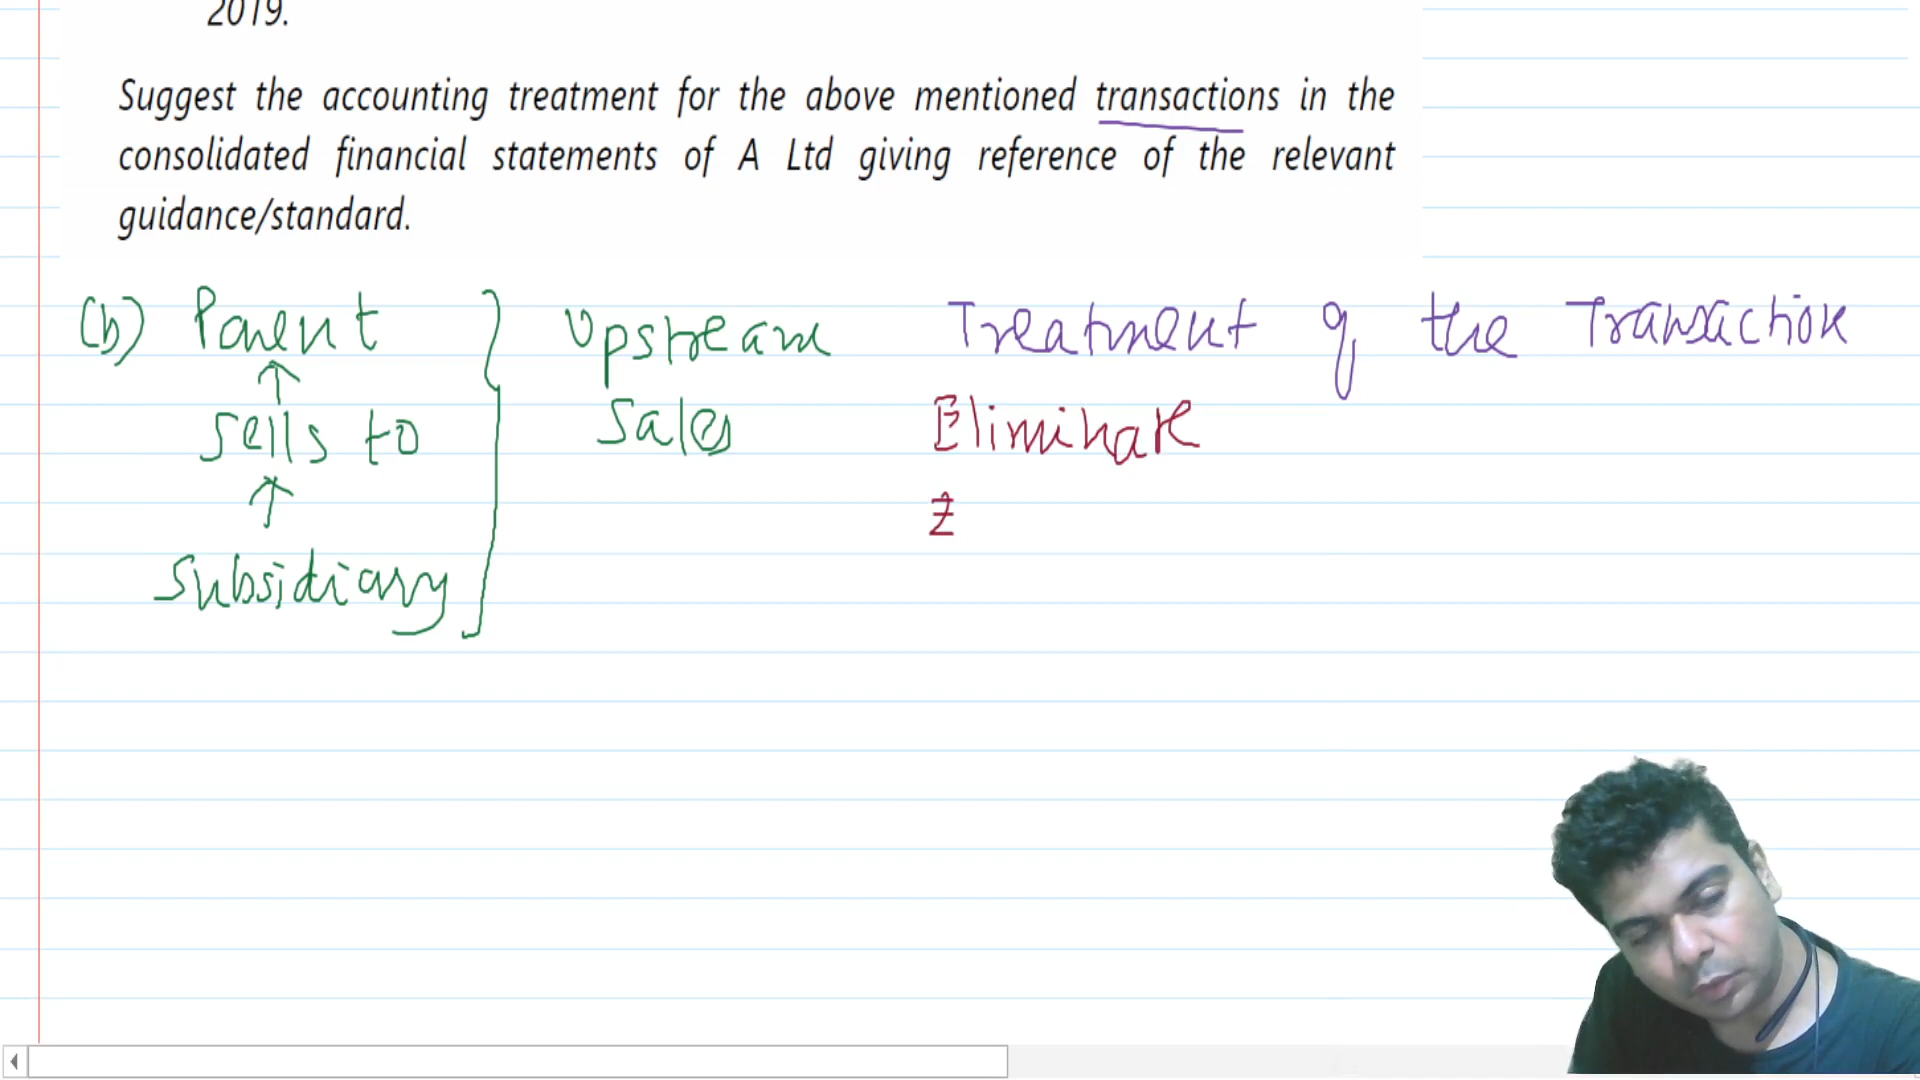 2019.
Suggest the accounting treatment for the above mentioned transactions in the
consolidated financial statements of A Ltd giving reference of the relevant
guidance/standard.
(b) Parent
sells to
Subsidiary
Upstream
Sales
Treatment of the Transaction
Eliminate